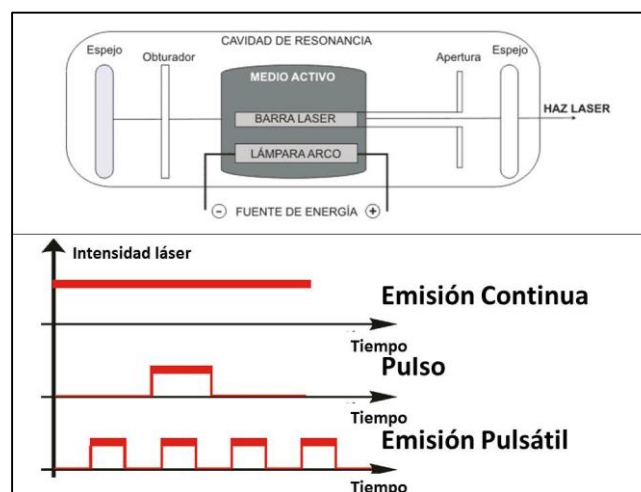 CAVIDAD DE RESONANCIA
Espejo
Obturador
Apertura
Espejo
MEDIO ACTIVO
BARRA LASER
HAZ LASER
LÁMPARA ARCO
- FUENTE DE ENERGÍA +
Intensidad láser
Emisión Continua
Tiempo
Pulso
Tiempo
Emisión Pulsátil
Tiempo